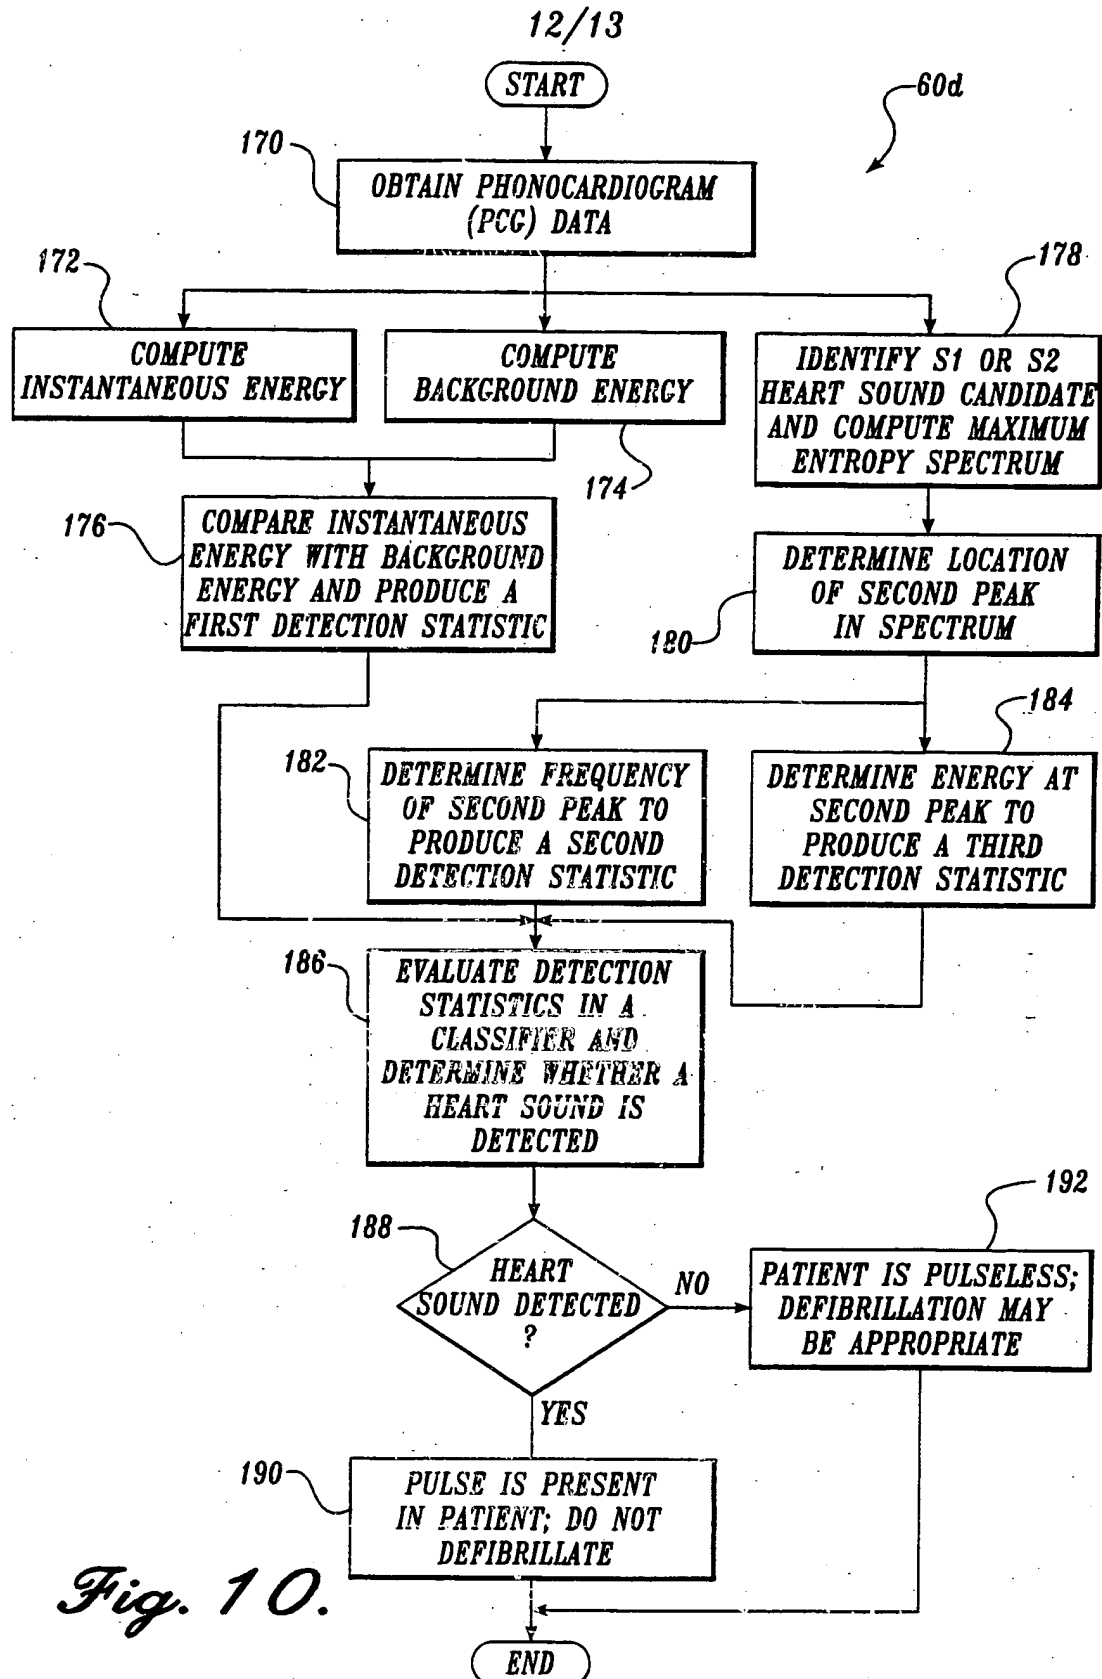 12/13
START
60d
170
OBTAIN PHONOCARDIOGRAM
(PCG) DATA
172
COMPUTE
INSTANTANEOUS ENERGY
COMPUTE
BACKGROUND ENERGY
174
178
IDENTIFY S1 OR S2
HEART SOUND CANDIDATE
AND COMPUTE MAXIMUM
ENTROPY SPECTRUM
176
COMPARE INSTANTANEOUS
ENERGY WITH BACKGROUND
ENERGY AND PRODUCE A
FIRST DETECTION STATISTIC
DETERMINE LOCATION
OF SECOND PEAK
IN SPECTRUM
180
182
DETERMINE FREQUENCY
OF SECOND PEAK TO
PRODUCE A SECOND
DETECTION STATISTIC
184
DETERMINE ENERGY AT
SECOND PEAK TO
PRODUCE A THIRD
DETECTION STATISTIC
186
EVALUATE DETECTION
STATISTICS IN A
CLASSIFIER AND
DETERMINE WHETHER A
HEART SOUND IS
DETECTED
188
HEART
SOUND DETECTED
?
NO
192
PATIENT IS PULSELESS;
DEFIBRILLATION MAY
BE APPROPRIATE
YES
190
PULSE IS PRESENT
IN PATIENT; DO NOT
DEFIBRILLATE
Fig. 10.
END